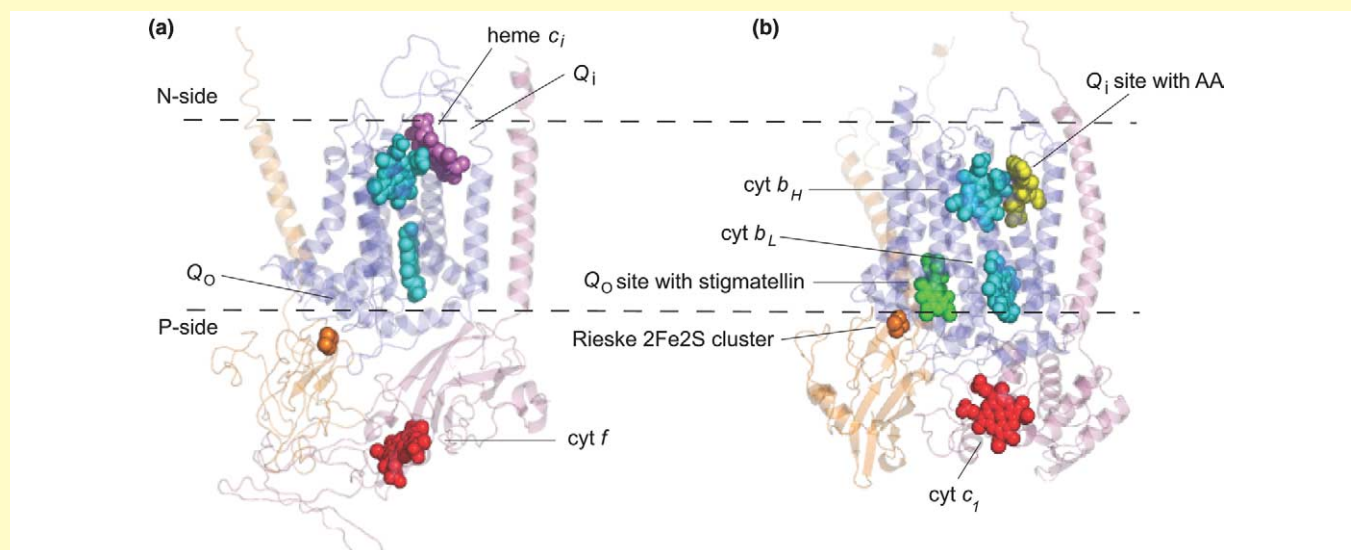 (a)
heme c_i
Q_i
N-side
Q_O
P-side
cyt f
(b)
Q_i site with AA
cyt b_H
cyt b_L
Q_O site with stigmatellin
Rieske 2Fe2S cluster
cyt c_1